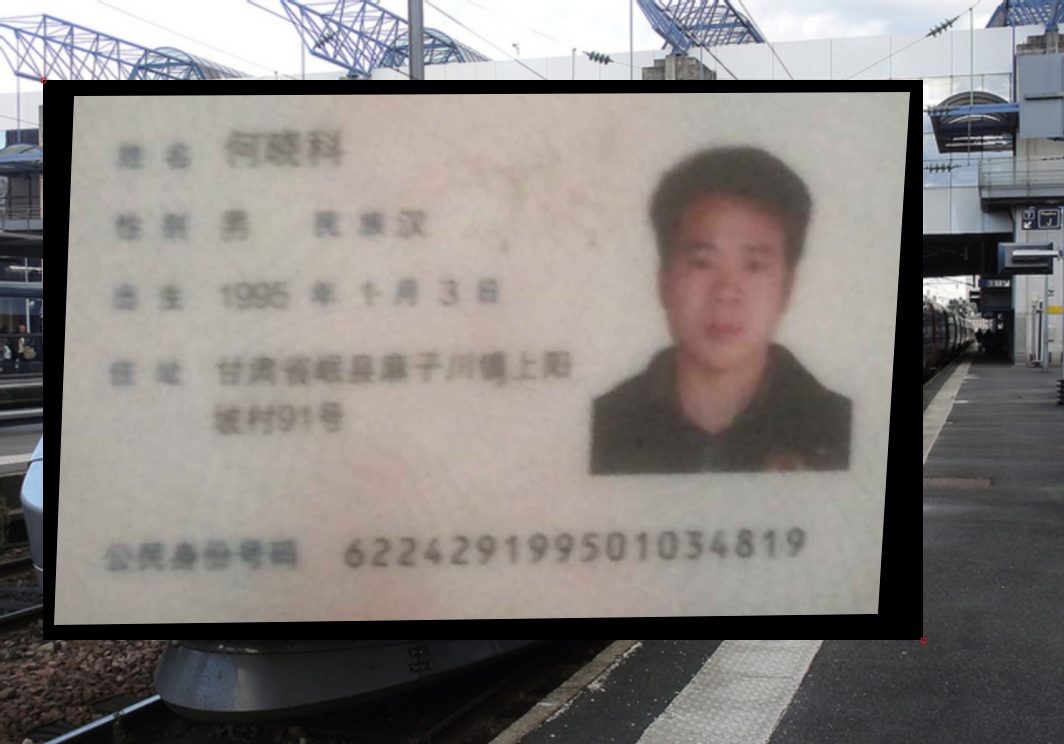 姓名 何晓科
性别 男 民族 汉
出生 1995 年 1 月 3 日
住址 甘肃省岷县麻子川镇上阳
坡村91号
公民身份号码 622429199501034819